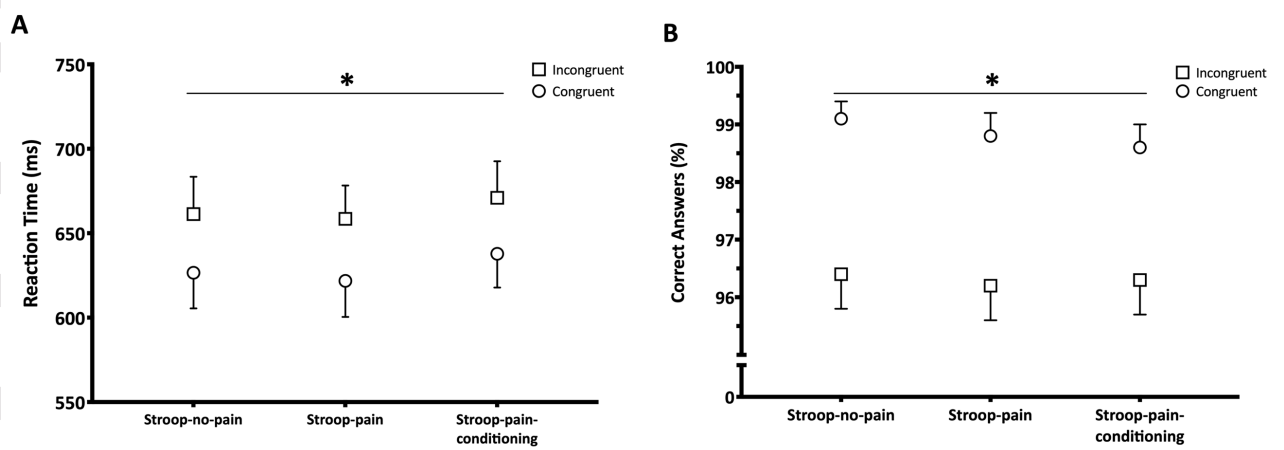 A
Reaction Time (ms)
750
700
650
600
550
*
Incongruent
Congruent
Stroop-no-pain
Stroop-pain
Stroop-pain-
conditioning
B
Correct Answers (%)
100
99
98
97
96
0
*
Incongruent
Congruent
Stroop-no-pain
Stroop-pain
Stroop-pain-
conditioning